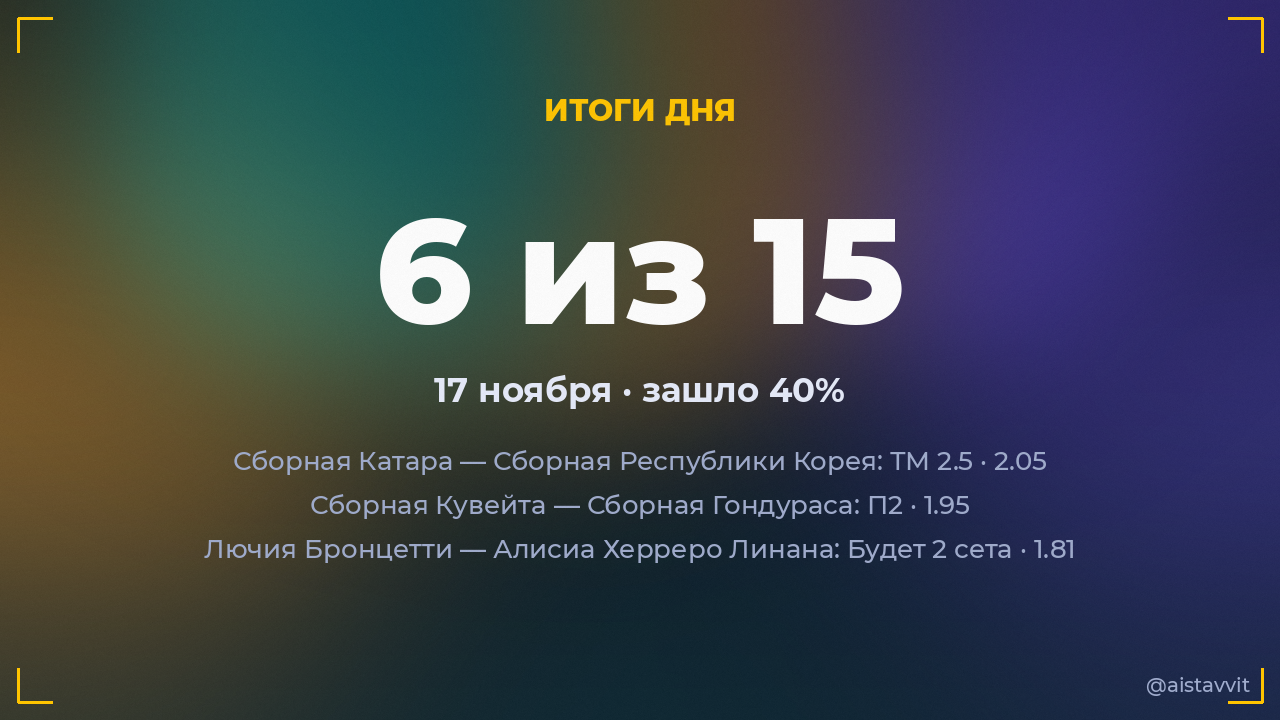 ИТОГИ ДНЯ
6 из 15
17 ноября · зашло 40%
Сборная Катара — Сборная Республики Корея: ТМ 2.5 · 2.05
Сборная Кувейта — Сборная Гондураса: П2 · 1.95
Лючия Бронцетти — Алисиа Херреро Линана: Будет 2 сета · 1.81
@aistavvit